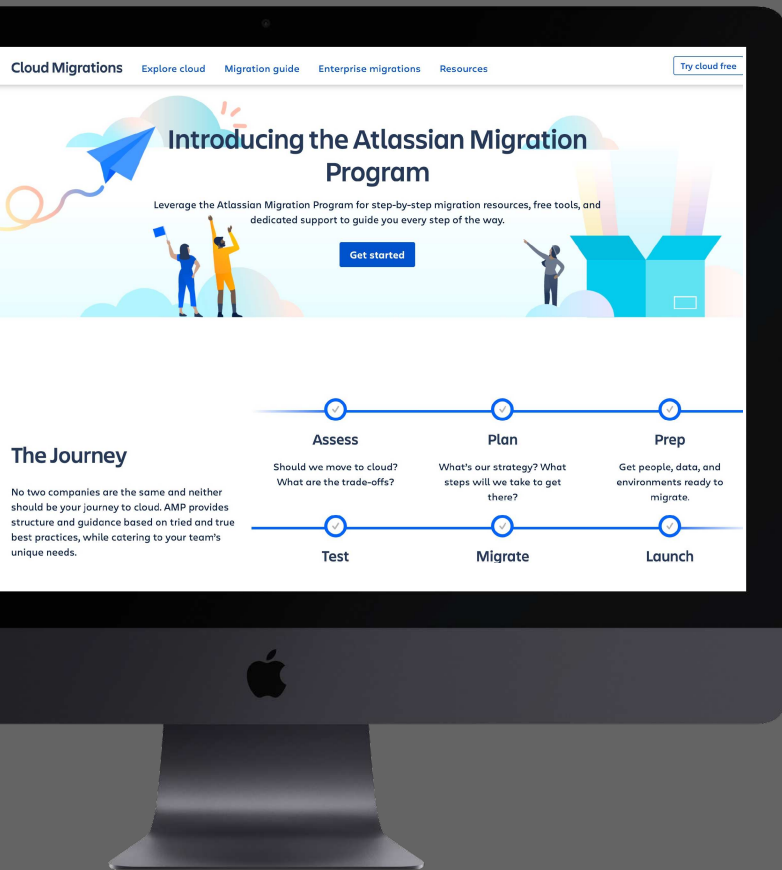 Cloud Migrations Explore cloud Migration guide Enterprise migrations Resources Try cloud free
Introducing the Atlassian Migration
Program
Leverage the Atlassian Migration Program for step-by-step migration resources, free tools, and
dedicated support to guide you every step of the way.
Get started
The Journey
No two companies are the same and neither
should be your journey to cloud. AMP provides
structure and guidance based on tried and true
best practices, while catering to your team's
unique needs.
Assess
Should we move to cloud?
What are the trade-offs?
Plan
What's our strategy? What
steps will we take to get
there?
Prep
Get people, data, and
environments ready to
migrate.
Test
Migrate
Launch